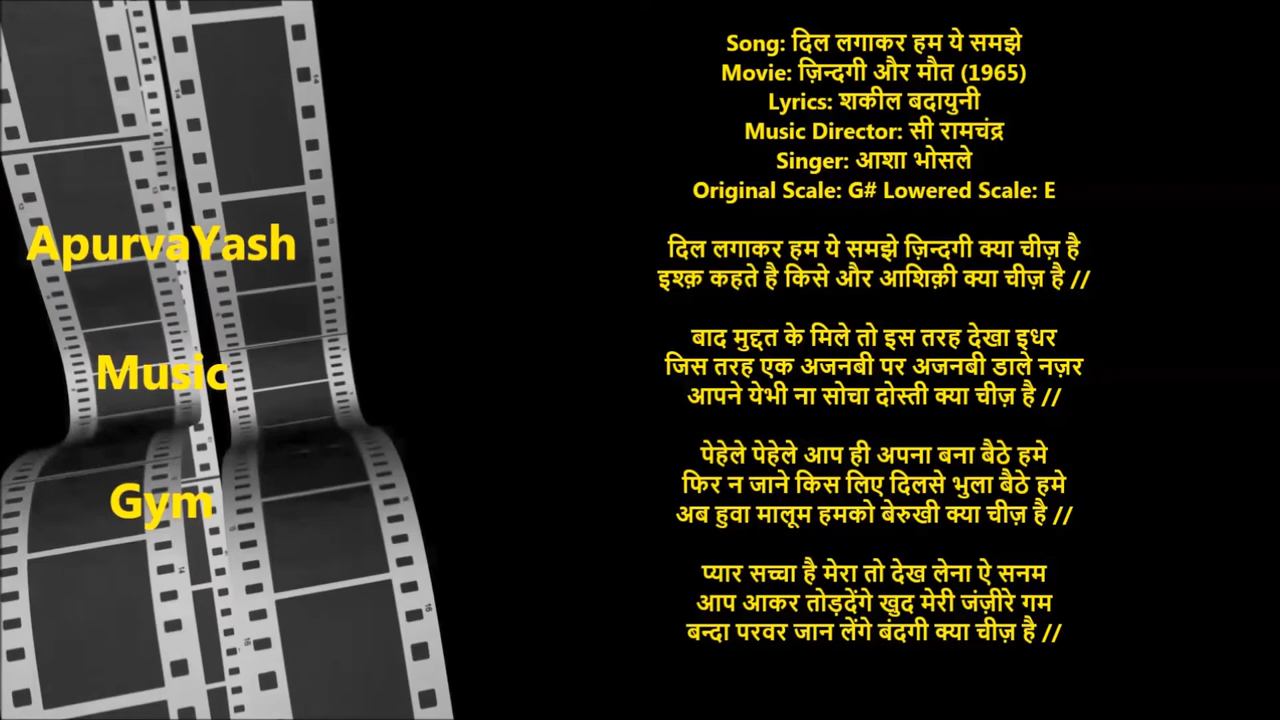 ApurvaYash
Music
Gym
Song: दिल लगाकर हम ये समझे
Movie: ज़िन्दगी और मौत (1965)
Lyrics: शकील बदायुनी
Music Director: सी रामचंद्र
Singer: आशा भोसले
Original Scale: G# Lowered Scale: E
दिल लगाकर हम ये समझे ज़िन्दगी क्या चीज़ है
इश्क़ कहते है किसे और आशिक़ी क्या चीज़ है //
बाद मुद्दत के मिले तो इस तरह देखा इधर
जिस तरह एक अजनबी पर अजनबी डाले नज़र
आपने येभी ना सोचा दोस्ती क्या चीज़ है //
पेहेले पेहेले आप ही अपना बना बैठे हमे
फिर न जाने किस लिए दिलसे भुला बैठे हमे
अब हुवा मालूम हमको बेरुखी क्या चीज़ है //
प्यार सच्चा है मेरा तो देख लेना ऐ सनम
आप आकर तोड़देंगे खुद मेरी जंज़ीरे गम
बन्दा परवर जान लेंगे बंदगी क्या चीज़ है //